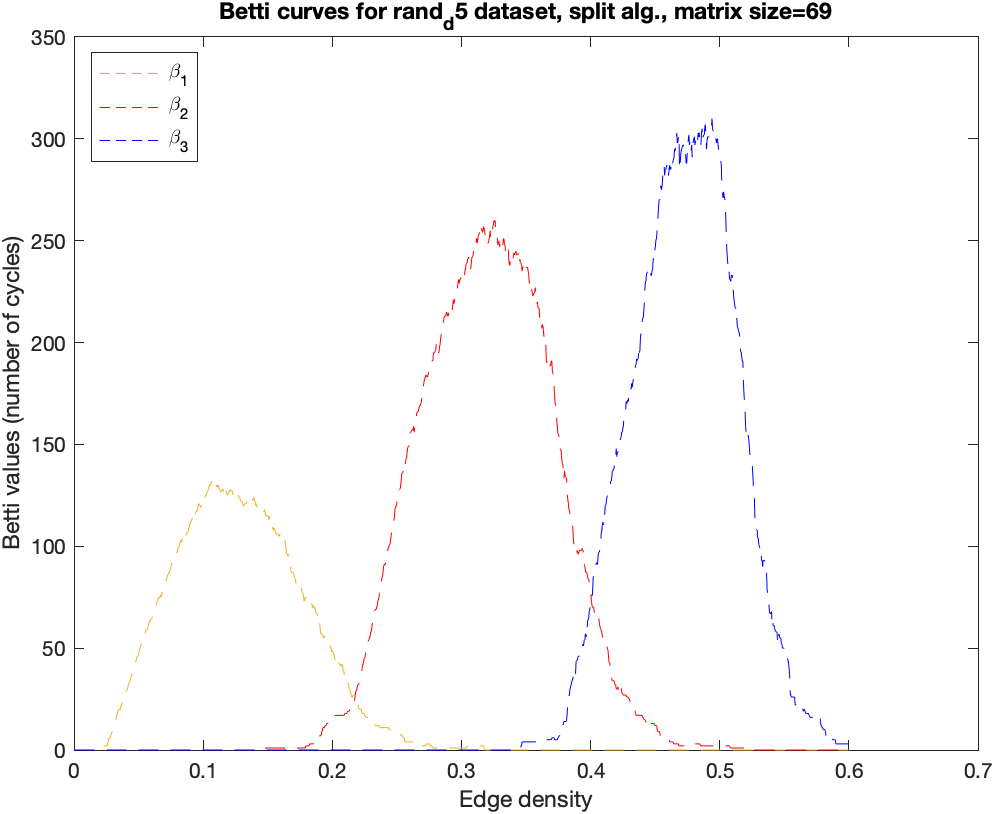 Betti curves for rand_d5 dataset, split alg., matrix size=69
β1
β2
β3
Betti values (number of cycles)
350
300
250
200
150
100
50
0
0 0.1 0.2 0.3 0.4 0.5 0.6 0.7
Edge density